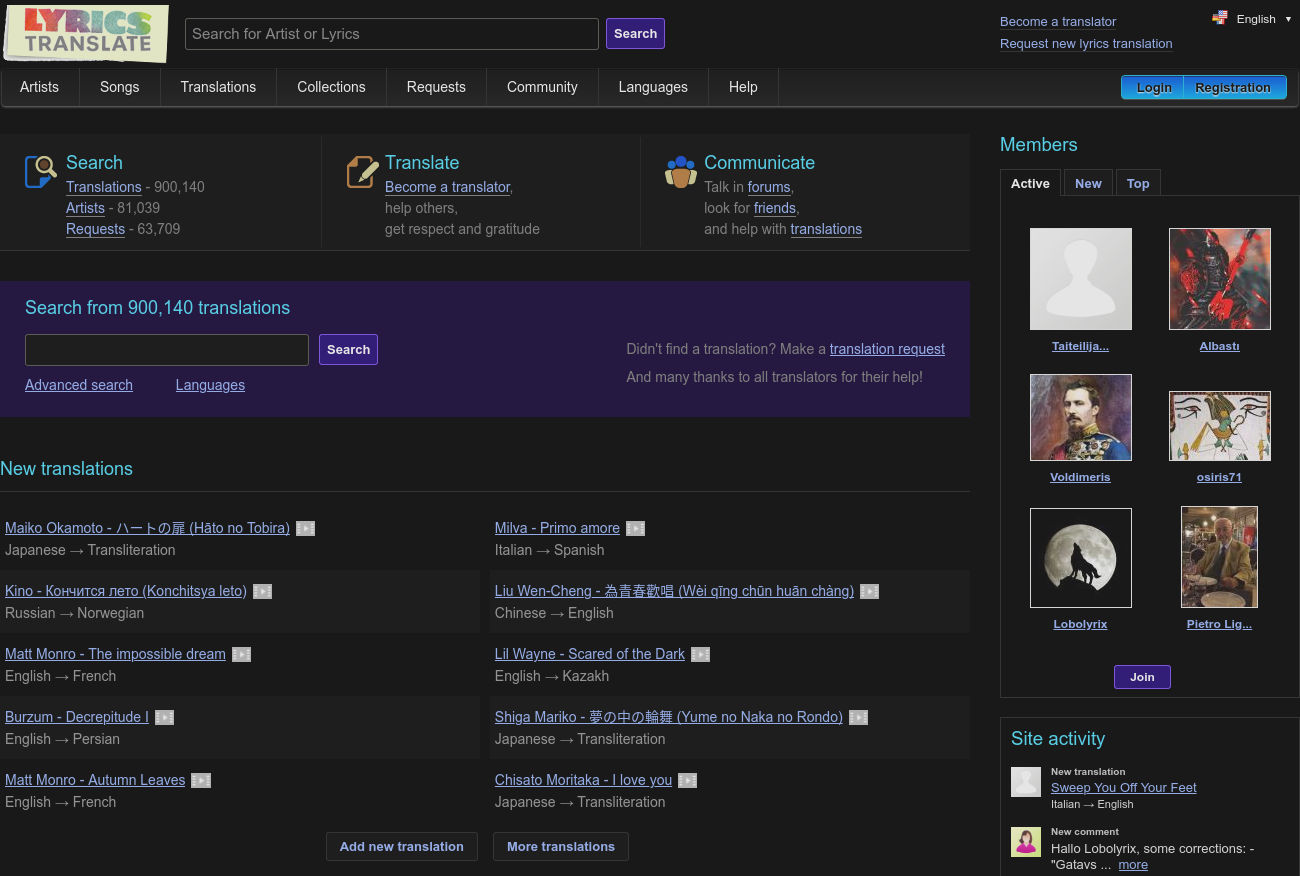 LYRICS
TRANSLATE
Search for Artist or Lyrics
Search
Become a translator
Request new lyrics translation
English ▼
Artists
Songs
Translations
Collections
Requests
Community
Languages
Help
Login
Registration
Search
Translations - 900,140
Artists - 81,039
Requests - 63,709
Translate
Become a translator,
help others,
get respect and gratitude
Communicate
Talk in forums,
look for friends,
and help with translations
Search from 900,140 translations
Search
Advanced search
Languages
Didn't find a translation? Make a translation request
And many thanks to all translators for their help!
New translations
Maiko Okamoto - ハートの扉 (Hāto no Tobira)
Japanese → Transliteration
Milva - Primo amore
Italian → Spanish
Kino - Кончится лето (Konchitsya leto)
Russian → Norwegian
Liu Wen-Cheng - 為青春歡唱 (Wèi qīng chūn huān chàng)
Chinese → English
Matt Monro - The impossible dream
English → French
Lil Wayne - Scared of the Dark
English → Kazakh
Burzum - Decrepitude I
English → Persian
Shiga Mariko - 夢の中の輪舞 (Yume no Naka no Rondo)
Japanese → Transliteration
Matt Monro - Autumn Leaves
English → French
Chisato Moritaka - I love you
Japanese → Transliteration
Add new translation
More translations
Members
Active
New
Top
Taiteilija...
Albastı
Voldimeris
osiris71
Lobolyrix
Pietro Lig...
Join
Site activity
New translation
Sweep You Off Your Feet
Italian → English
New comment
Hallo Lobolyrix, some corrections: -
"Gatavs ... more